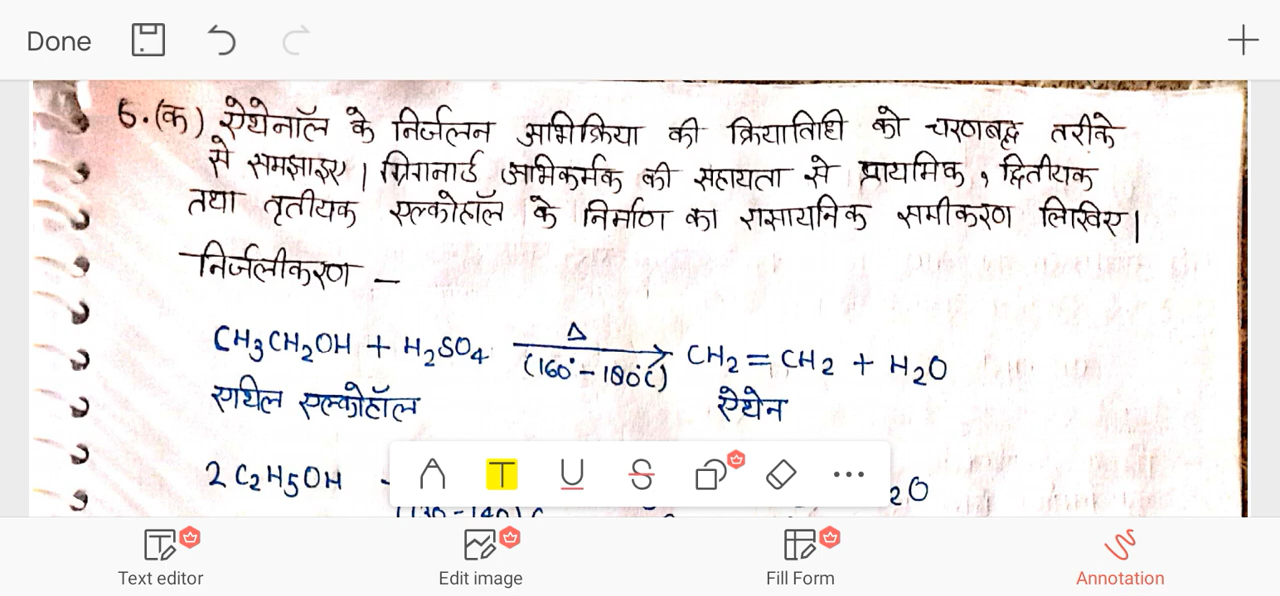 Done
6.(क) ऐथेनॉल के निर्जलन अभिक्रिया की क्रियाविधि को चरणबद्ध तरीके
से समझाइए। ग्रिगनार्ड अभिकर्मक की सहायता से प्राथमिक, द्वितीयक
तथा तृतीयक एल्कोहॉल के निर्माण का रासायनिक समीकरण लिखिए।
निर्जलीकरण –
CH3CH2OH + H2SO4 Δ (160°-180°C) → CH2 = CH2 + H2O
एथिल एल्कोहॉल ऐथेन
2 C2H5OH 2O
T U S
Text editor Edit image Fill Form Annotation